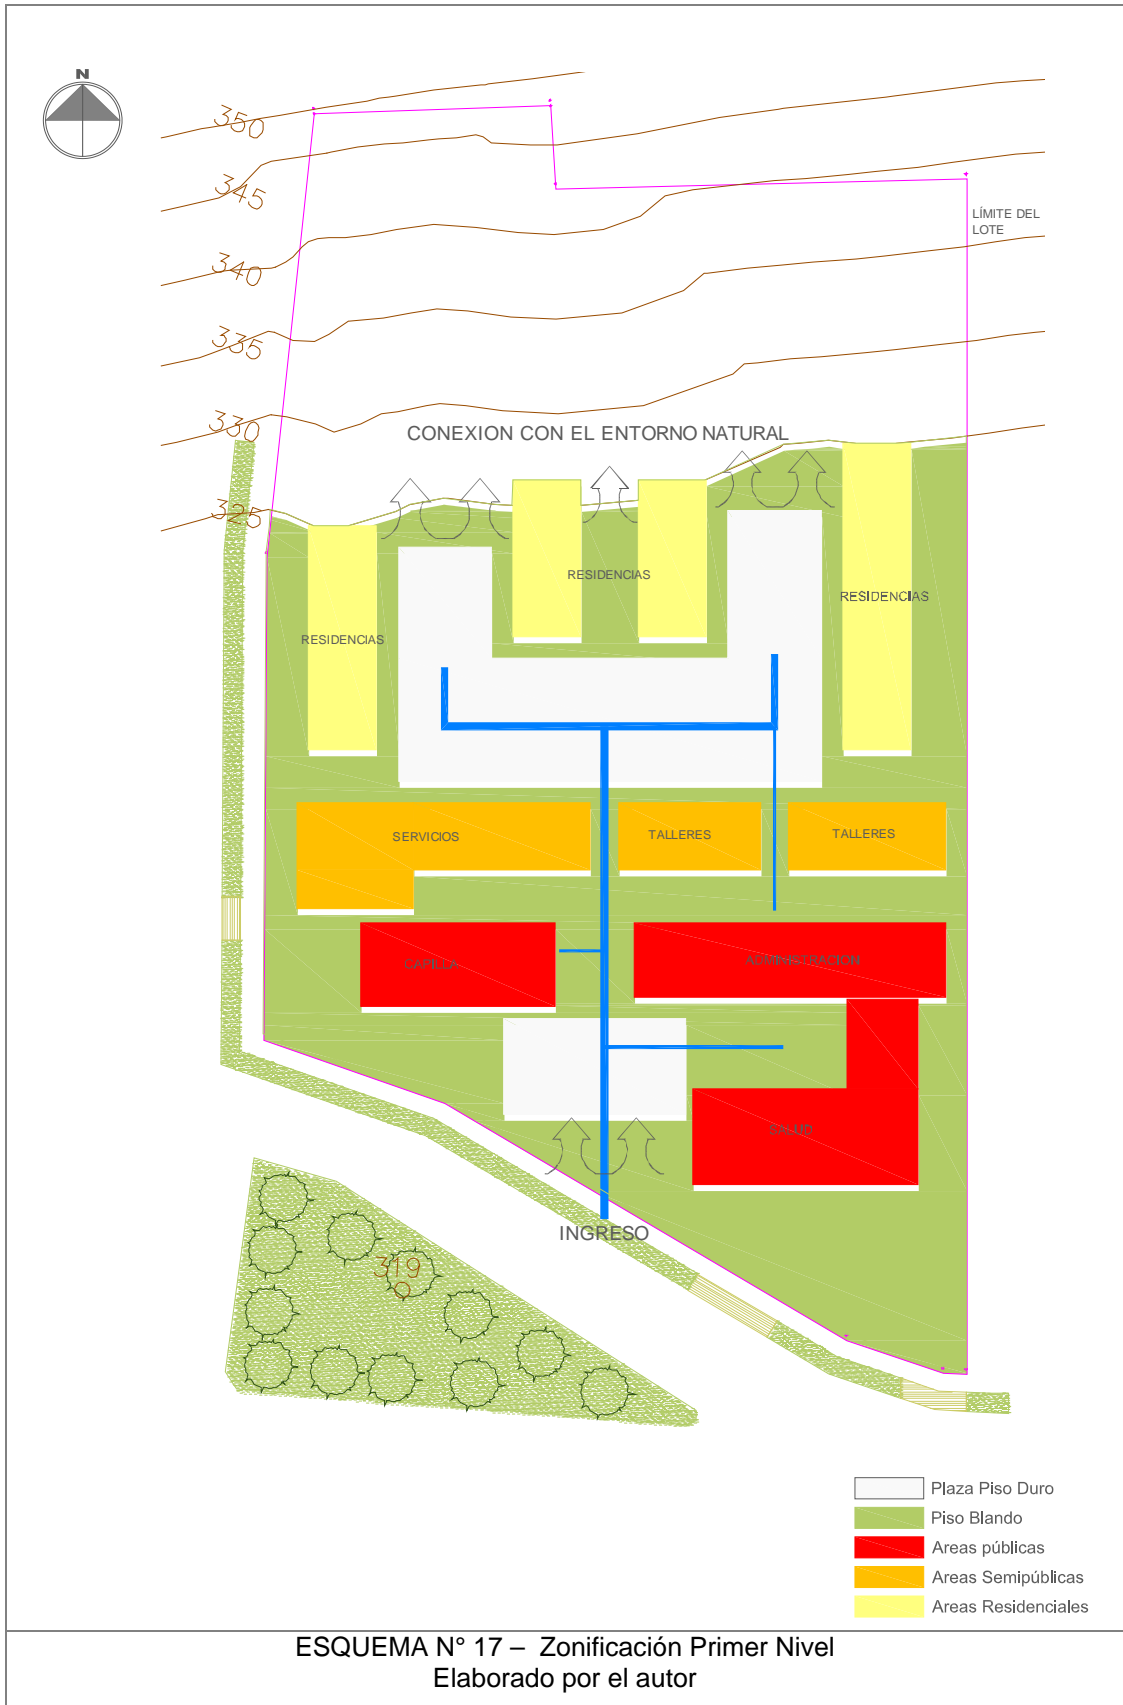 N
350
345
LÍMITE DEL
LOTE
340
335
330
CONEXION CON EL ENTORNO NATURAL
325
RESIDENCIAS
RESIDENCIAS
RESIDENCIAS
SERVICIOS
TALLERES
TALLERES
CAPILLA
ADMINISTRACION
SALUD
INGRESO
319
0
Plaza Piso Duro
Piso Blando
Areas públicas
Areas Semipúblicas
Areas Residenciales
ESQUEMA N° 17 – Zonificación Primer Nivel
Elaborado por el autor